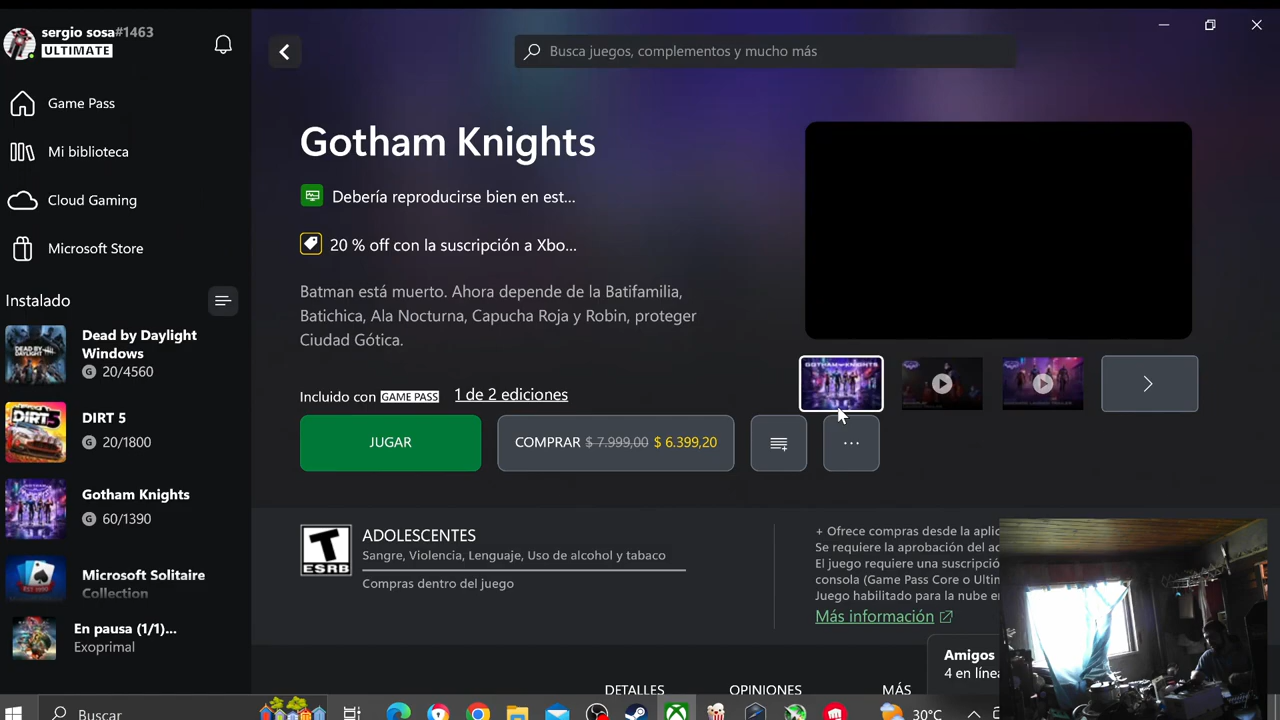 sergio sosa#1463
ULTIMATE
Game Pass
Mi biblioteca
Cloud Gaming
Microsoft Store
Instalado
Dead by Daylight
Windows
20/4560
DIRT 5
20/1800
Gotham Knights
60/1390
Microsoft Solitaire
Collection
En pausa (1/1)...
Exoprimal
Busca juegos, complementos y mucho más
Gotham Knights
Debería reproducirse bien en est...
20 % off con la suscripción a Xbo...
Batman está muerto. Ahora depende de la Batifamilia,
Batichica, Ala Nocturna, Capucha Roja y Robin, proteger
Ciudad Gótica.
Incluido con GAME PASS 1 de 2 ediciones
JUGAR
COMPRAR $ 7.999,00 $ 6.399,20
GOTHAM KNIGHTS
T
ESRB
ADOLESCENTES
Sangre, Violencia, Lenguaje, Uso de alcohol y tabaco
Compras dentro del juego
+ Ofrece compras desde la aplic
Se requiere la aprobación del ad
El juego requiere una suscripció
consola (Game Pass Core o Ultim
Juego habilitado para la nube en
Más información
DETALLES
OPINIONES
MÁS
Amigos
4 en líne
Buscar
30°C